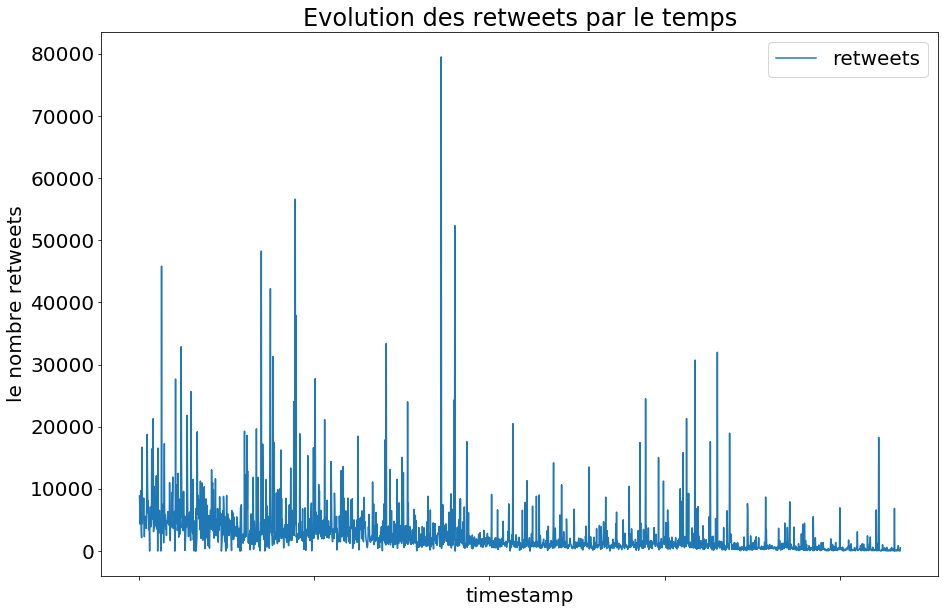 Evolution des retweets par le temps
retweets
80000
70000
60000
50000
40000
30000
20000
10000
0
le nombre retweets
timestamp